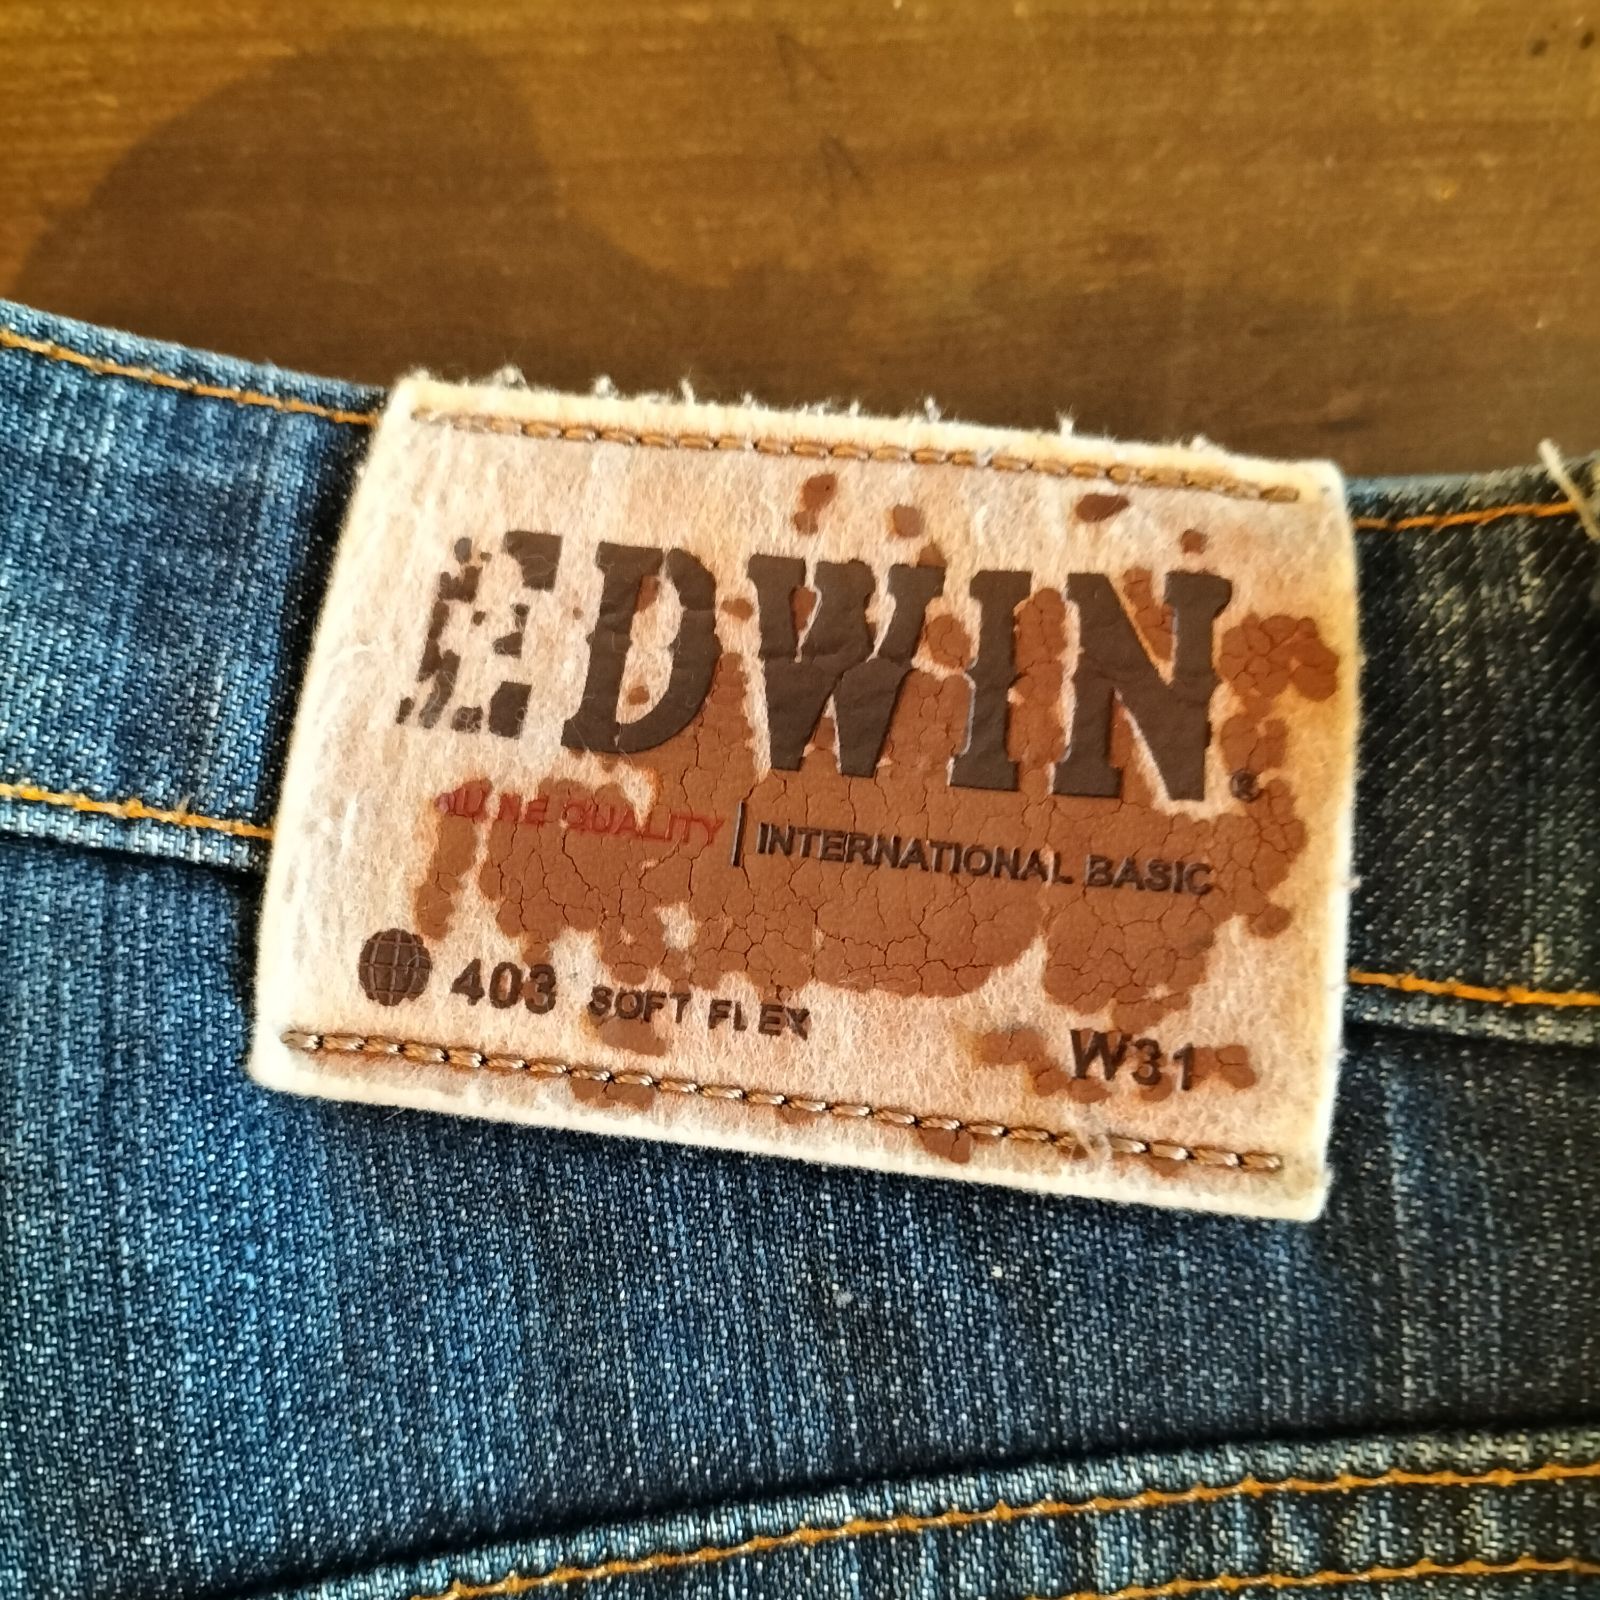 EDWIN®
QUALITY | INTERNATIONAL BASIC
403 SOFT FLEX
W31